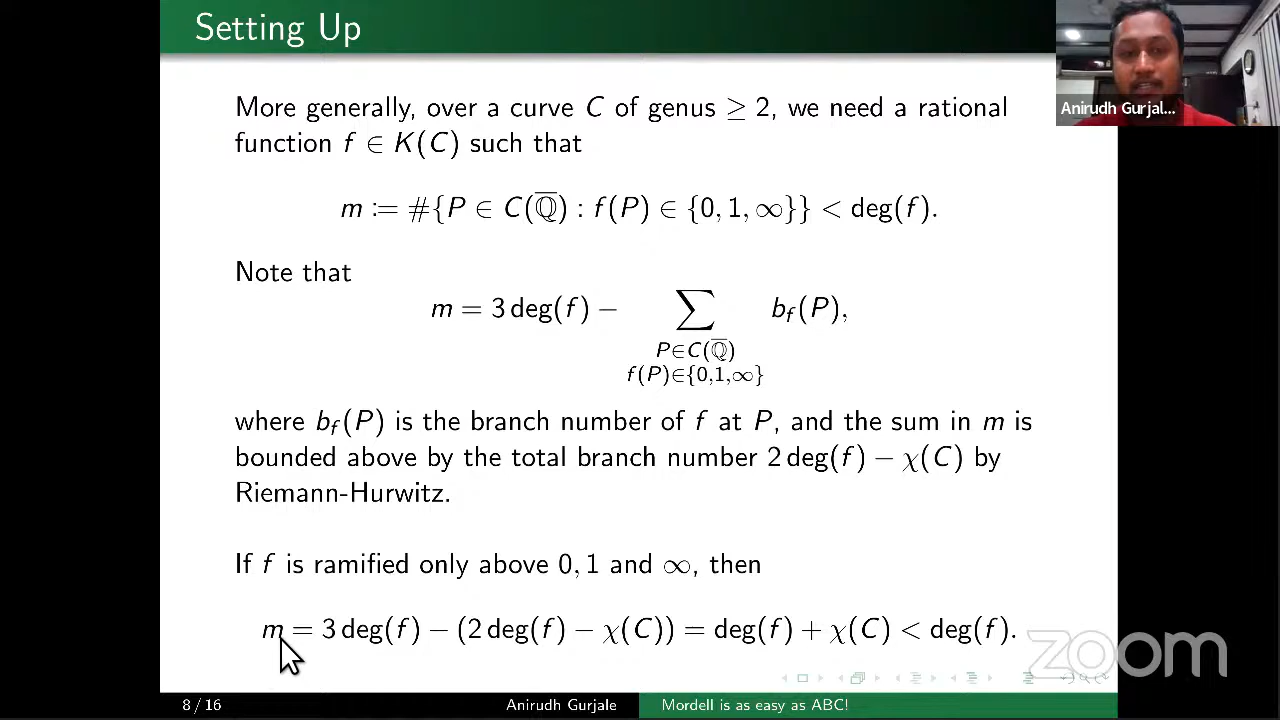 Setting Up
Anirudh Gurjal...
More generally, over a curve C of genus ≥ 2, we need a rational
function f ∈ K(C) such that
m := #{P ∈ C(ℚ̅) : f(P) ∈ {0, 1, ∞}} < deg(f).
Note that
m = 3 deg(f) − ∑ b_f(P),
P∈C(ℚ̅)
f(P)∈{0,1,∞}
where b_f(P) is the branch number of f at P, and the sum in m is
bounded above by the total branch number 2 deg(f) − χ(C) by
Riemann-Hurwitz.
If f is ramified only above 0, 1 and ∞, then
m = 3 deg(f) − (2 deg(f) − χ(C)) = deg(f) + χ(C) < deg(f).
zoom
8 / 16
Anirudh Gurjale
Mordell is as easy as ABC!